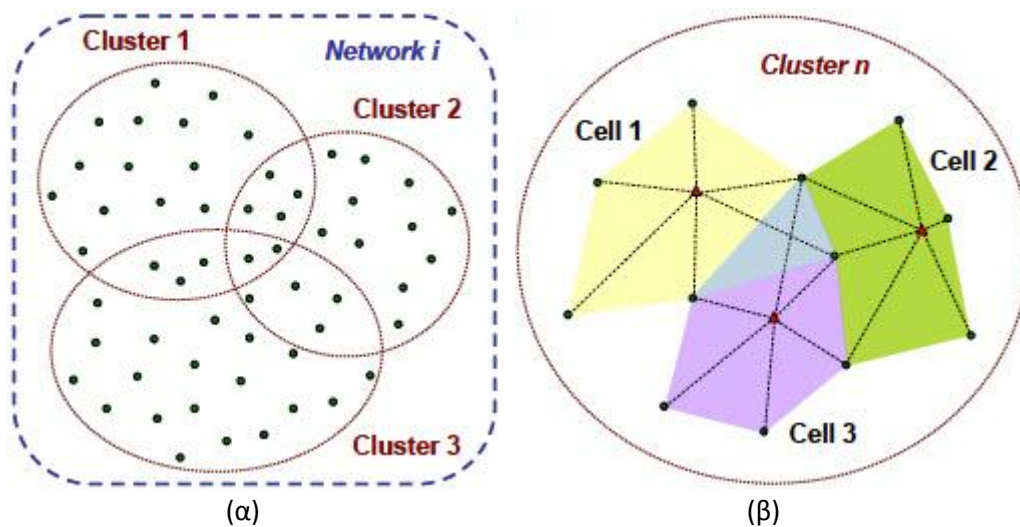 Cluster 1
Network i
Cluster 2
Cluster 3
(α)
Cluster n
Cell 1
Cell 2
Cell 3
(β)